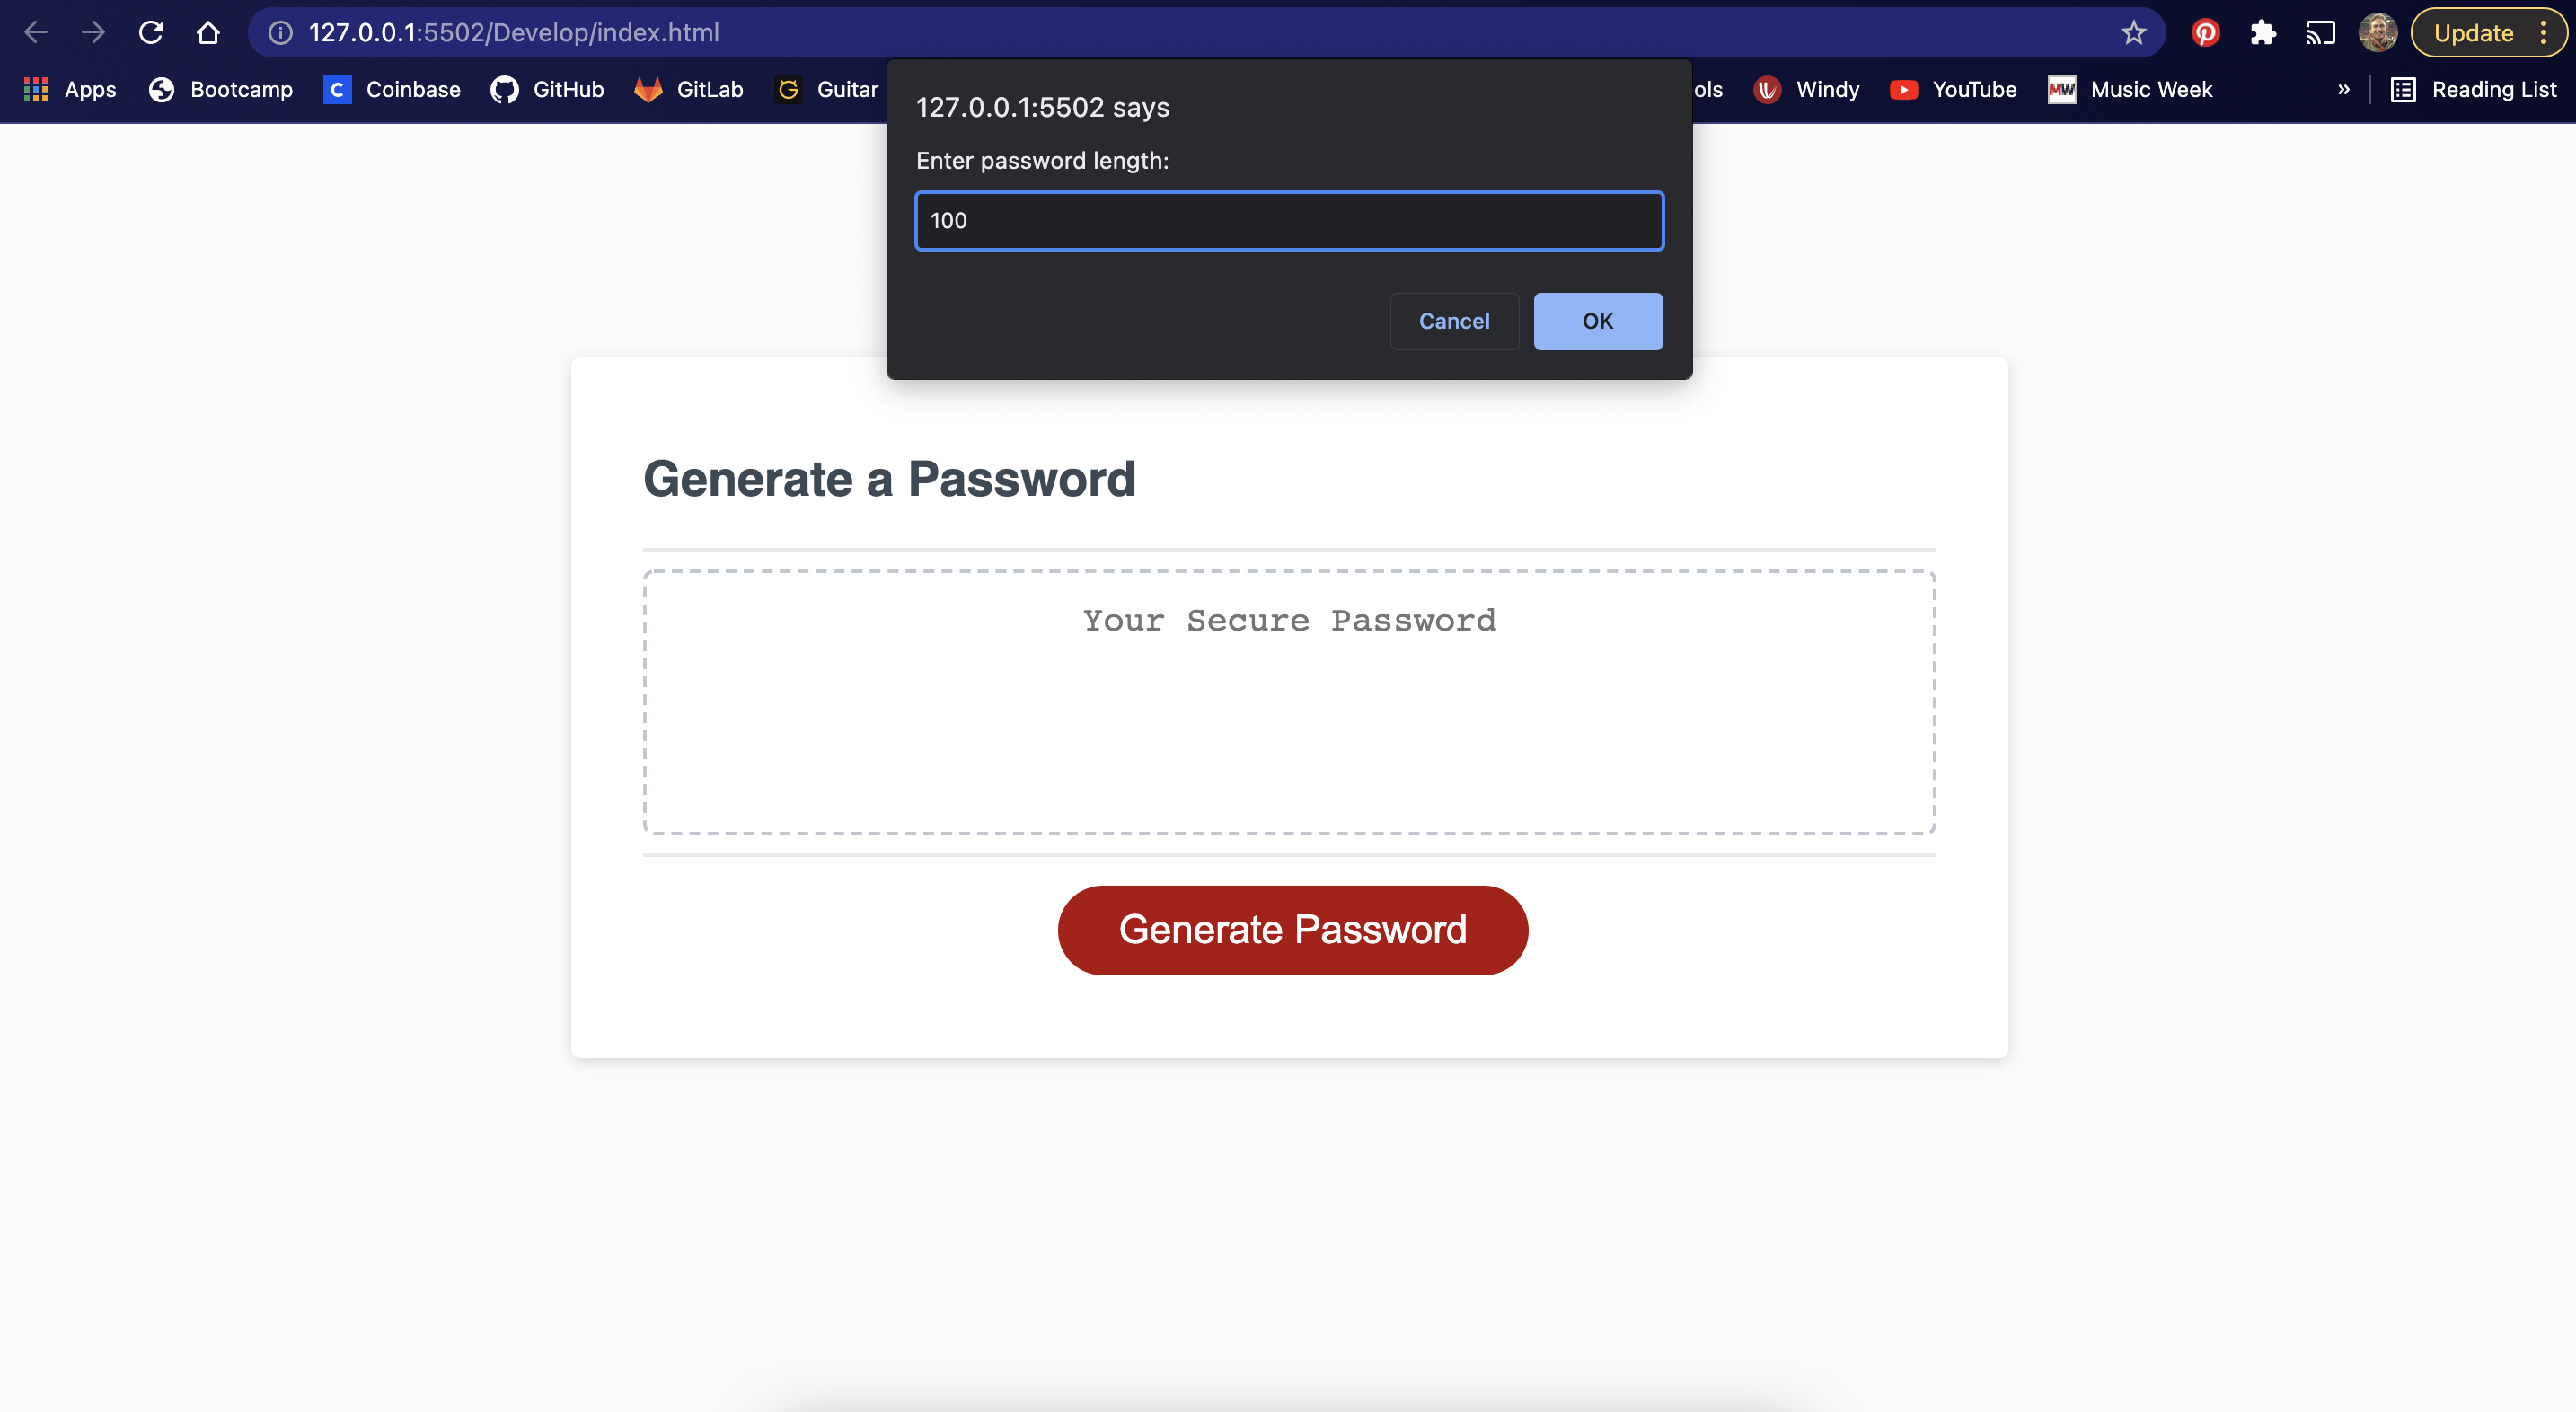 127.0.0.1:5502/Develop/index.html
Update
Apps
Bootcamp
C
Coinbase
GitHub
GitLab
G
Guitar
ols
Windy
YouTube
MW
Music Week
»
Reading List
127.0.0.1:5502 says
Enter password length:
100
Cancel
OK
Generate a Password
Your Secure Password
Generate Password